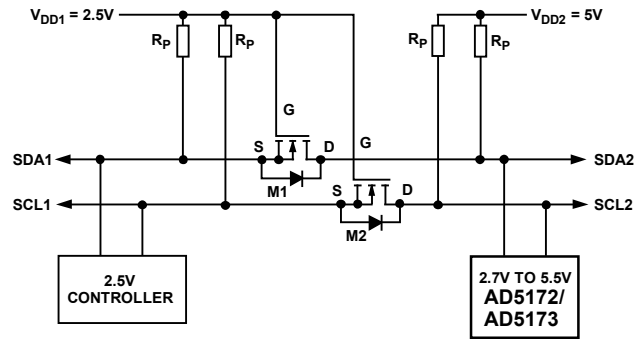 VDD1 = 2.5V
VDD2 = 5V
RP
RP
RP
RP
G
G
S
D
S
D
SDA1
SDA2
M1
SCL1
SCL2
M2
2.5V
CONTROLLER
2.7V TO 5.5V
AD5172/
AD5173